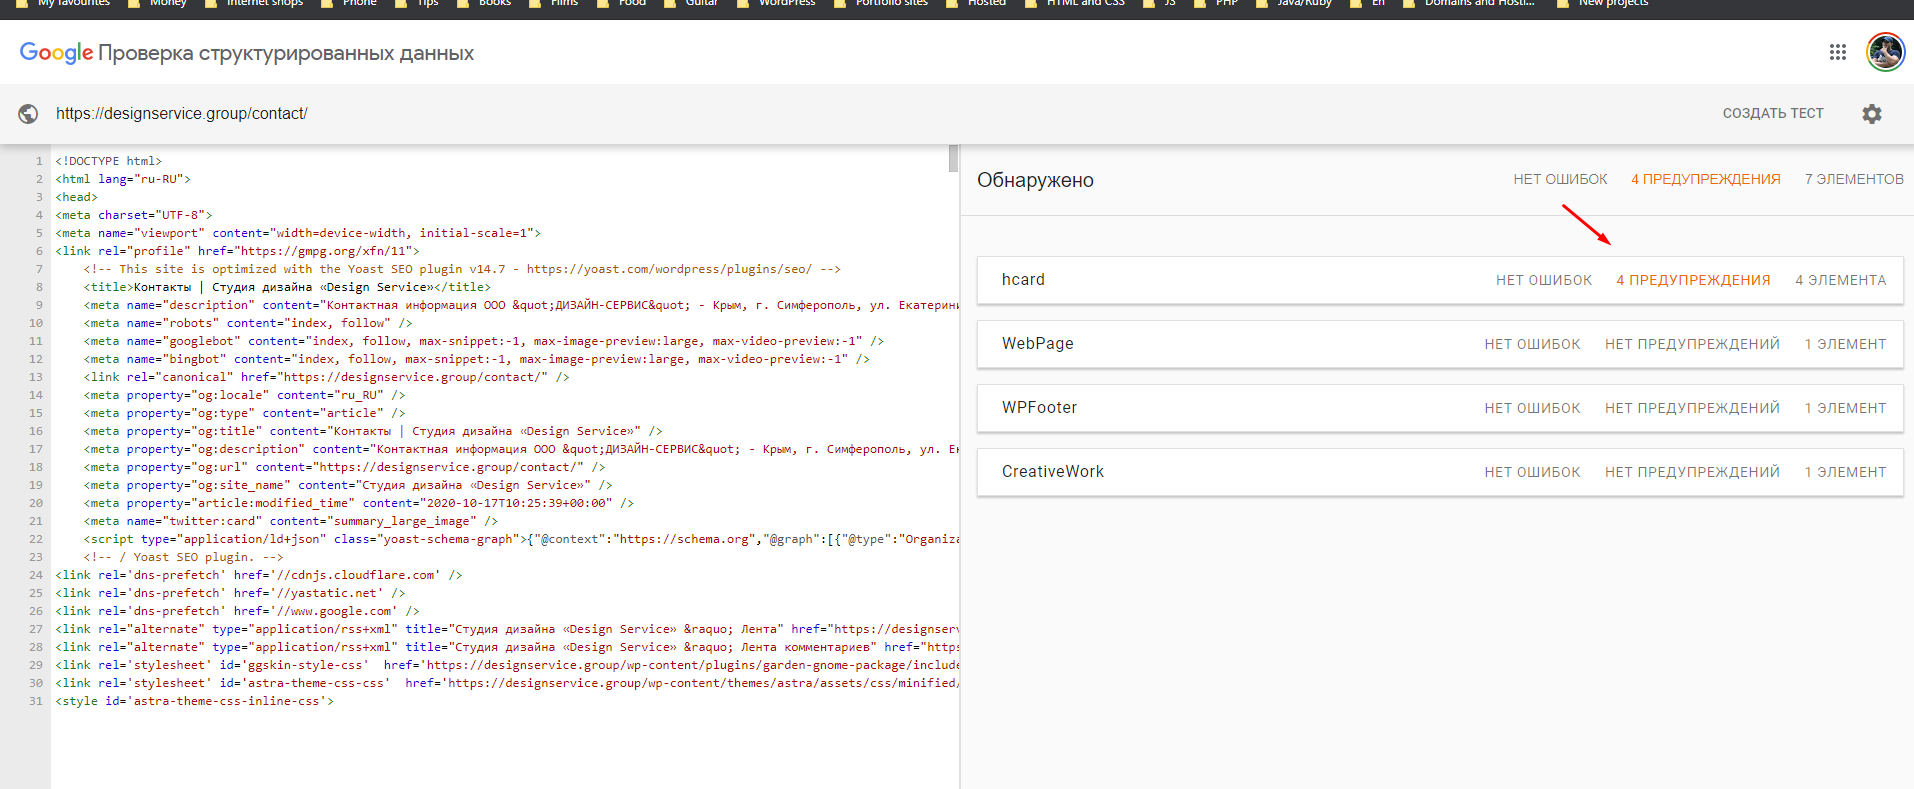 My favourites Money Internet shops Phone Tips Books Films Food Guitar WordPress Portfolio sites Hosted HTML and CSS JS PHP Java/Ruby En Domains and Hosti... New projects
Google Проверка структурированных данных
https://designservice.group/contact/ СОЗДАТЬ ТЕСТ
1 <!DOCTYPE html>
2 <html lang="ru-RU">
3 <head>
4 <meta charset="UTF-8">
5 <meta name="viewport" content="width=device-width, initial-scale=1">
6 <link rel="profile" href="https://gmpg.org/xfn/11">
7 <!-- This site is optimized with the Yoast SEO plugin v14.7 - https://yoast.com/wordpress/plugins/seo/ -->
8 <title>Контакты | Студия дизайна «Design Service»</title>
9 <meta name="description" content="Контактная информация ООО &quot;ДИЗАЙН-СЕРВИС&quot; - Крым, г. Симферополь, ул. Екатерини
10 <meta name="robots" content="index, follow" />
11 <meta name="googlebot" content="index, follow, max-snippet:-1, max-image-preview:large, max-video-preview:-1" />
12 <meta name="bingbot" content="index, follow, max-snippet:-1, max-image-preview:large, max-video-preview:-1" />
13 <link rel="canonical" href="https://designservice.group/contact/" />
14 <meta property="og:locale" content="ru_RU" />
15 <meta property="og:type" content="article" />
16 <meta property="og:title" content="Контакты | Студия дизайна «Design Service»" />
17 <meta property="og:description" content="Контактная информация ООО &quot;ДИЗАЙН-СЕРВИС&quot; - Крым, г. Симферополь, ул. Ек
18 <meta property="og:url" content="https://designservice.group/contact/" />
19 <meta property="og:site_name" content="Студия дизайна «Design Service»" />
20 <meta property="article:modified_time" content="2020-10-17T10:25:39+00:00" />
21 <meta name="twitter:card" content="summary_large_image" />
22 <script type="application/ld+json" class="yoast-schema-graph">{"@context":"https://schema.org","@graph":[{"@type":"Organiza
23 <!-- / Yoast SEO plugin. -->
24 <link rel='dns-prefetch' href='//cdnjs.cloudflare.com' />
25 <link rel='dns-prefetch' href='//yastatic.net' />
26 <link rel='dns-prefetch' href='//www.google.com' />
27 <link rel="alternate" type="application/rss+xml" title="Студия дизайна «Design Service» &raquo; Лента" href="https://designserv
28 <link rel="alternate" type="application/rss+xml" title="Студия дизайна «Design Service» &raquo; Лента комментариев" href="https
29 <link rel='stylesheet' id='ggskin-style-css'  href='https://designservice.group/wp-content/plugins/garden-gnome-package/include
30 <link rel='stylesheet' id='astra-theme-css-css'  href='https://designservice.group/wp-content/themes/astra/assets/css/minified/
31 <style id='astra-theme-css-inline-css'>
Обнаружено НЕТ ОШИБОК 4 ПРЕДУПРЕЖДЕНИЯ 7 ЭЛЕМЕНТОВ
hcard НЕТ ОШИБОК 4 ПРЕДУПРЕЖДЕНИЯ 4 ЭЛЕМЕНТА
WebPage НЕТ ОШИБОК НЕТ ПРЕДУПРЕЖДЕНИЙ 1 ЭЛЕМЕНТ
WPFooter НЕТ ОШИБОК НЕТ ПРЕДУПРЕЖДЕНИЙ 1 ЭЛЕМЕНТ
CreativeWork НЕТ ОШИБОК НЕТ ПРЕДУПРЕЖДЕНИЙ 1 ЭЛЕМЕНТ